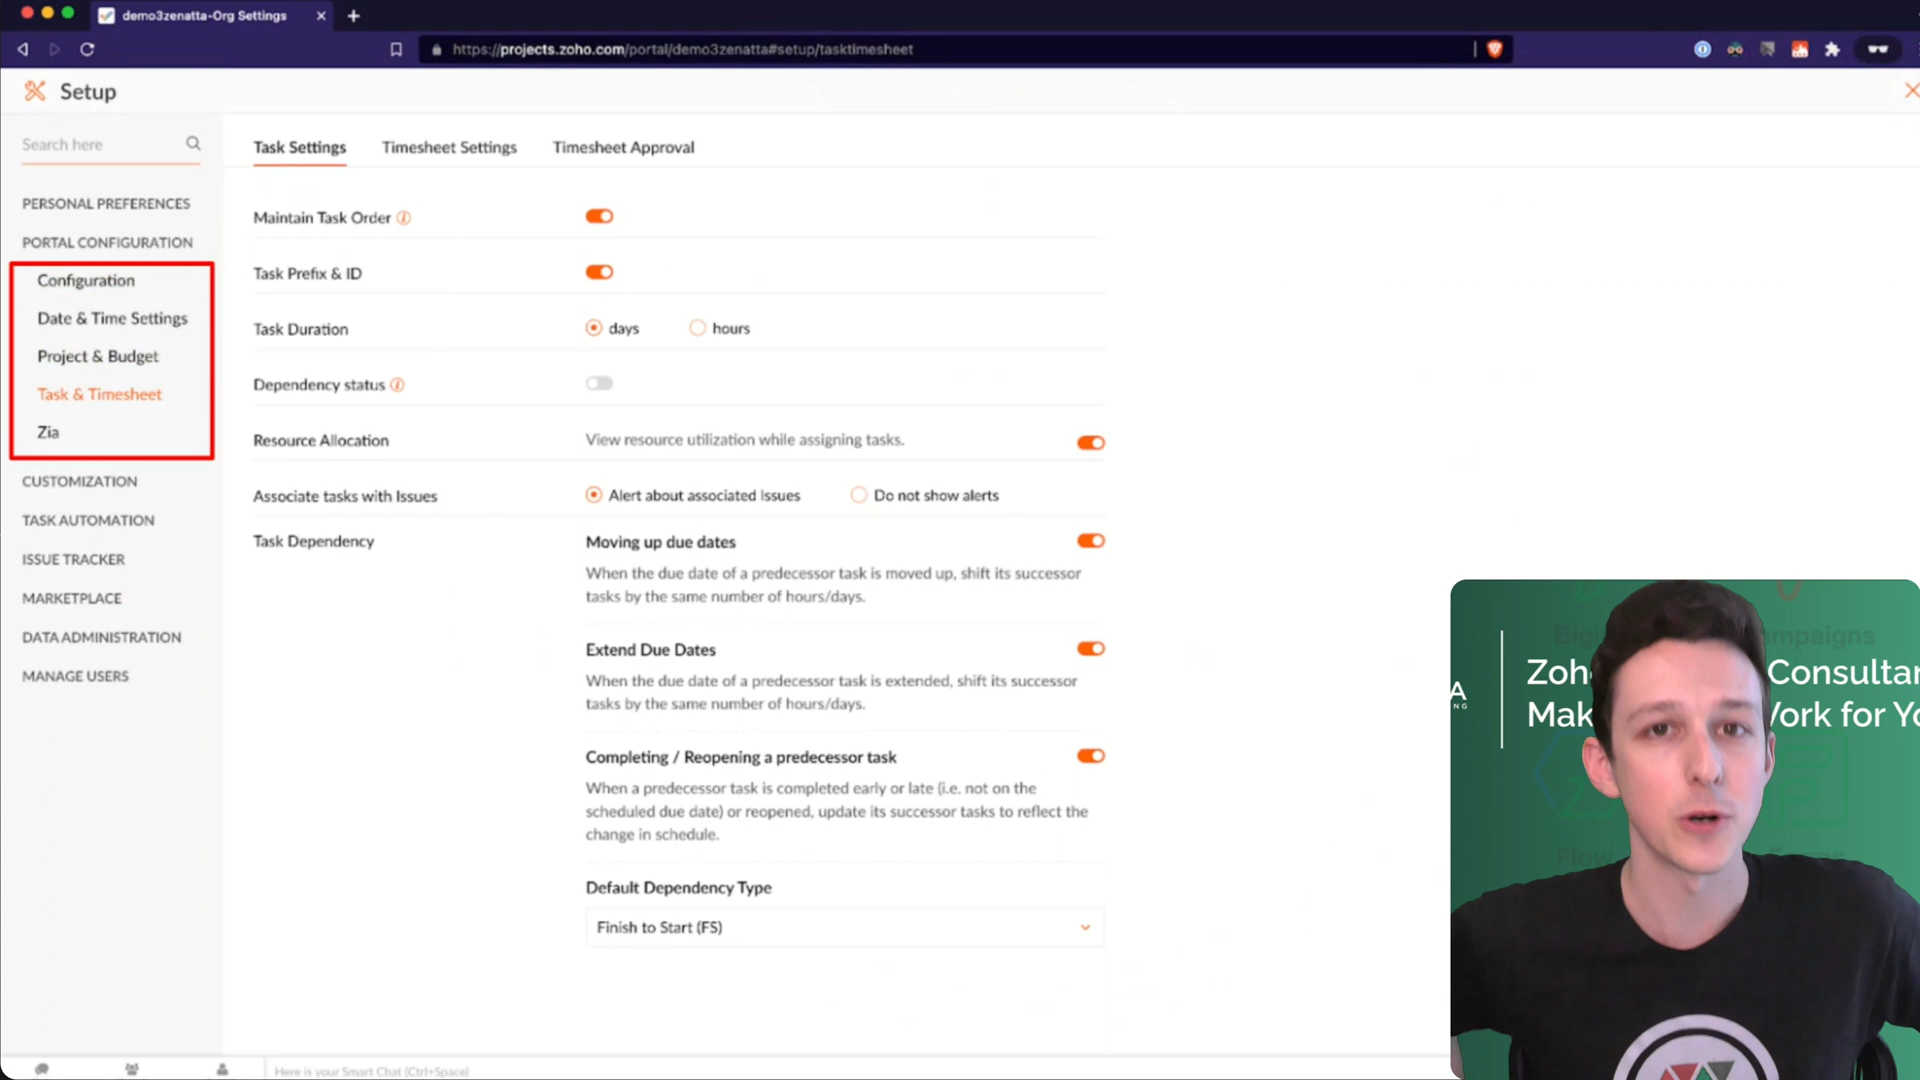 demo3zenatta-Org Settings
https://projects.zoho.com/portal/demo3zenatta#setup/tasktimesheet
Setup
Search here
PERSONAL PREFERENCES
PORTAL CONFIGURATION
Configuration
Date & Time Settings
Project & Budget
Task & Timesheet
Zia
CUSTOMIZATION
TASK AUTOMATION
ISSUE TRACKER
MARKETPLACE
DATA ADMINISTRATION
MANAGE USERS
Task Settings
Timesheet Settings
Timesheet Approval
Maintain Task Order
Task Prefix & ID
Task Duration
days
hours
Dependency status
Resource Allocation
View resource utilization while assigning tasks.
Associate tasks with Issues
Alert about associated Issues
Do not show alerts
Task Dependency
Moving up due dates
When the due date of a predecessor task is moved up, shift its successor
tasks by the same number of hours/days.
Extend Due Dates
When the due date of a predecessor task is extended, shift its successor
tasks by the same number of hours/days.
Completing / Reopening a predecessor task
When a predecessor task is completed early or late (i.e. not on the
scheduled due date) or reopened, update its successor tasks to reflect the
change in schedule.
Default Dependency Type
Finish to Start (FS)
Here is your Smart Chat (Ctrl+Space)